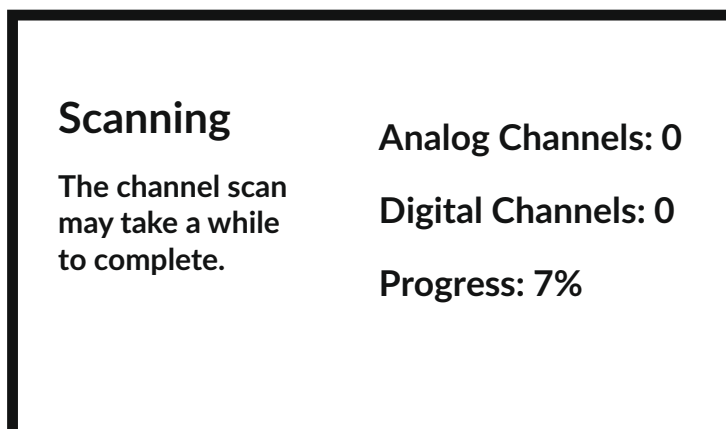 Scanning
The channel scan
may take a while
to complete.
Analog Channels: 0
Digital Channels: 0
Progress: 7%